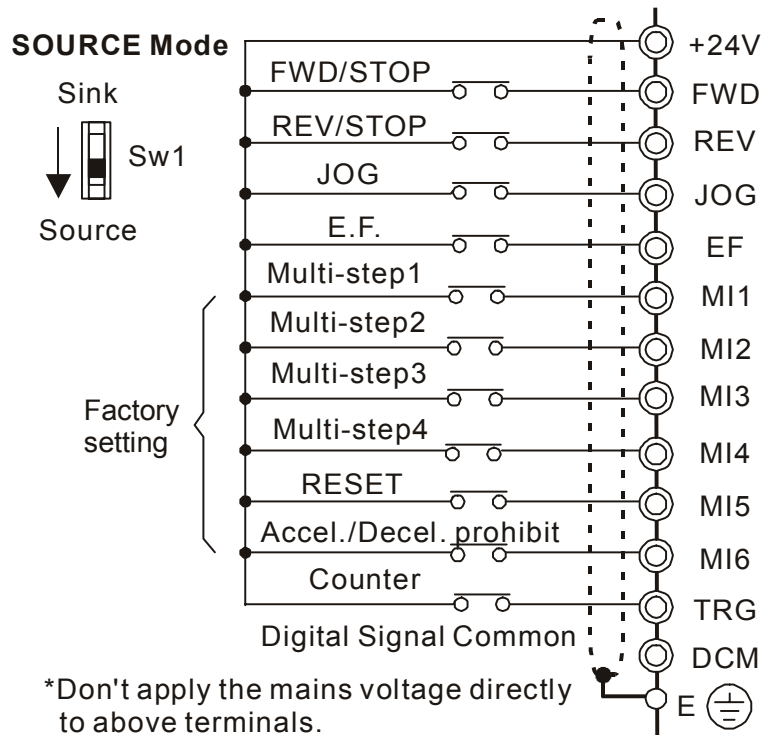 SOURCE Mode
Sink
Sw1
Source
+24V
FWD/STOP
FWD
REV/STOP
REV
JOG
JOG
E.F.
EF
Multi-step1
MI1
Multi-step2
MI2
Multi-step3
MI3
Factory
setting
Multi-step4
MI4
RESET
MI5
Accel./Decel. prohibit
MI6
Counter
TRG
Digital Signal Common
DCM
*Don't apply the mains voltage directly
to above terminals.
E